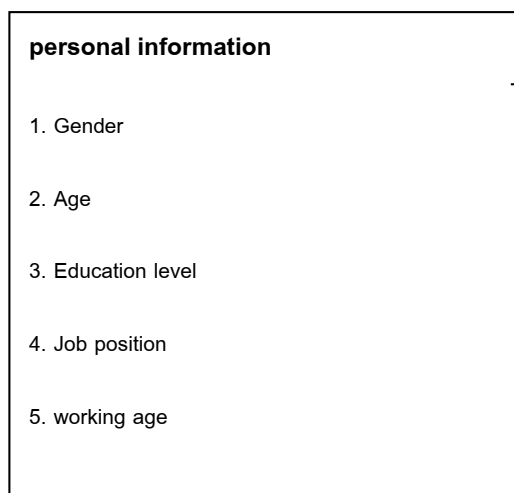 personal information
1. Gender
2. Age
3. Education level
4. Job position
5. working age